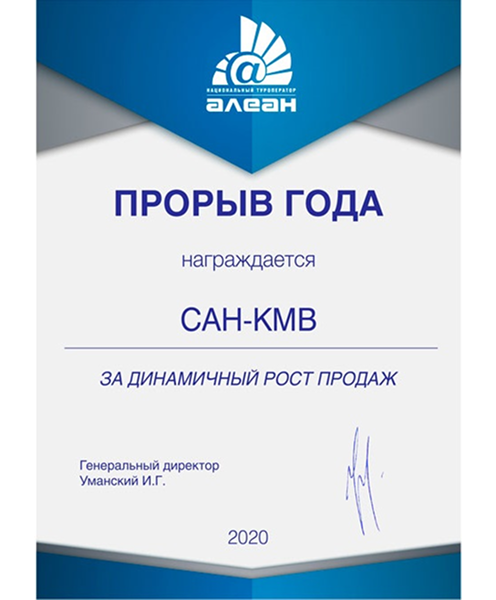 @
НАЦИОНАЛЬНЫЙ ТУРОПЕРАТОР
алеан
ПРОРЫВ ГОДА
награждается
САН-КМВ
ЗА ДИНАМИЧНЫЙ РОСТ ПРОДАЖ
Генеральный директор
Уманский И.Г.
2020